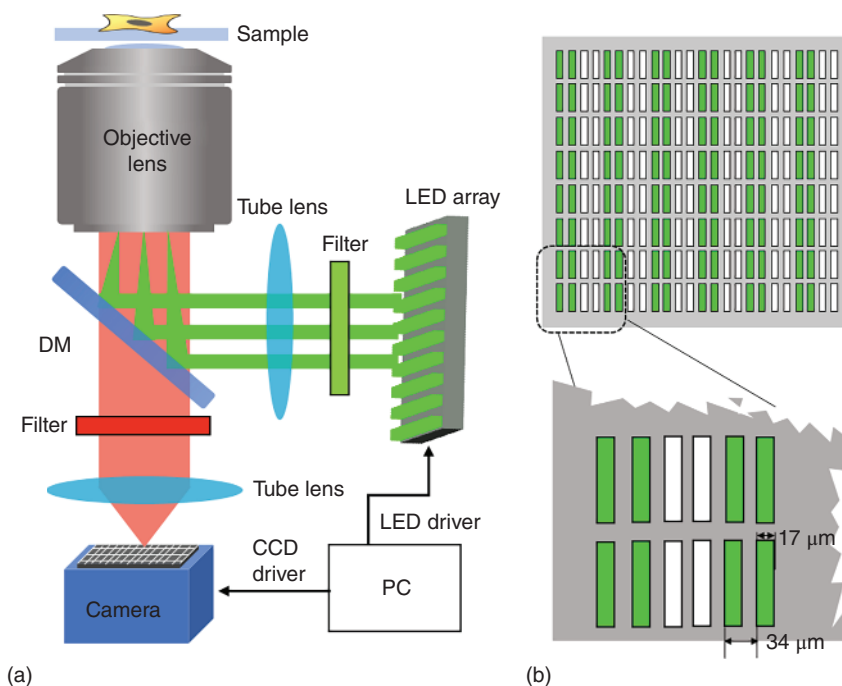 Sample
Objective
lens
Tube lens
LED array
Filter
DM
Filter
Tube lens
LED driver
CCD
driver
PC
Camera
(a)
17 μm
34 μm
(b)